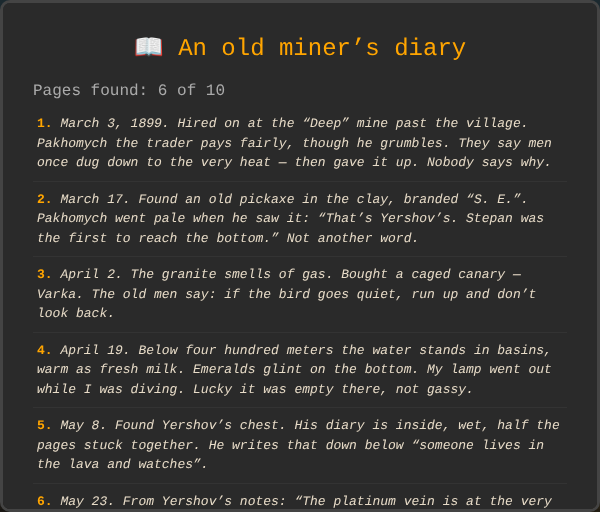 An old miner’s diary
Pages found: 6 of 10
1. March 3, 1899. Hired on at the “Deep” mine past the village.
Pakhomych the trader pays fairly, though he grumbles. They say men
once dug down to the very heat — then gave it up. Nobody says why.
2. March 17. Found an old pickaxe in the clay, branded “S. E.”.
Pakhomych went pale when he saw it: “That’s Yershov’s. Stepan was
the first to reach the bottom.” Not another word.
3. April 2. The granite smells of gas. Bought a caged canary —
Varka. The old men say: if the bird goes quiet, run up and don’t
look back.
4. April 19. Below four hundred meters the water stands in basins,
warm as fresh milk. Emeralds glint on the bottom. My lamp went out
while I was diving. Lucky it was empty there, not gassy.
5. May 8. Found Yershov’s chest. His diary is inside, wet, half the
pages stuck together. He writes that down below “someone lives in
the lava and watches”.
6. May 23. From Yershov’s notes: “The platinum vein is at the very